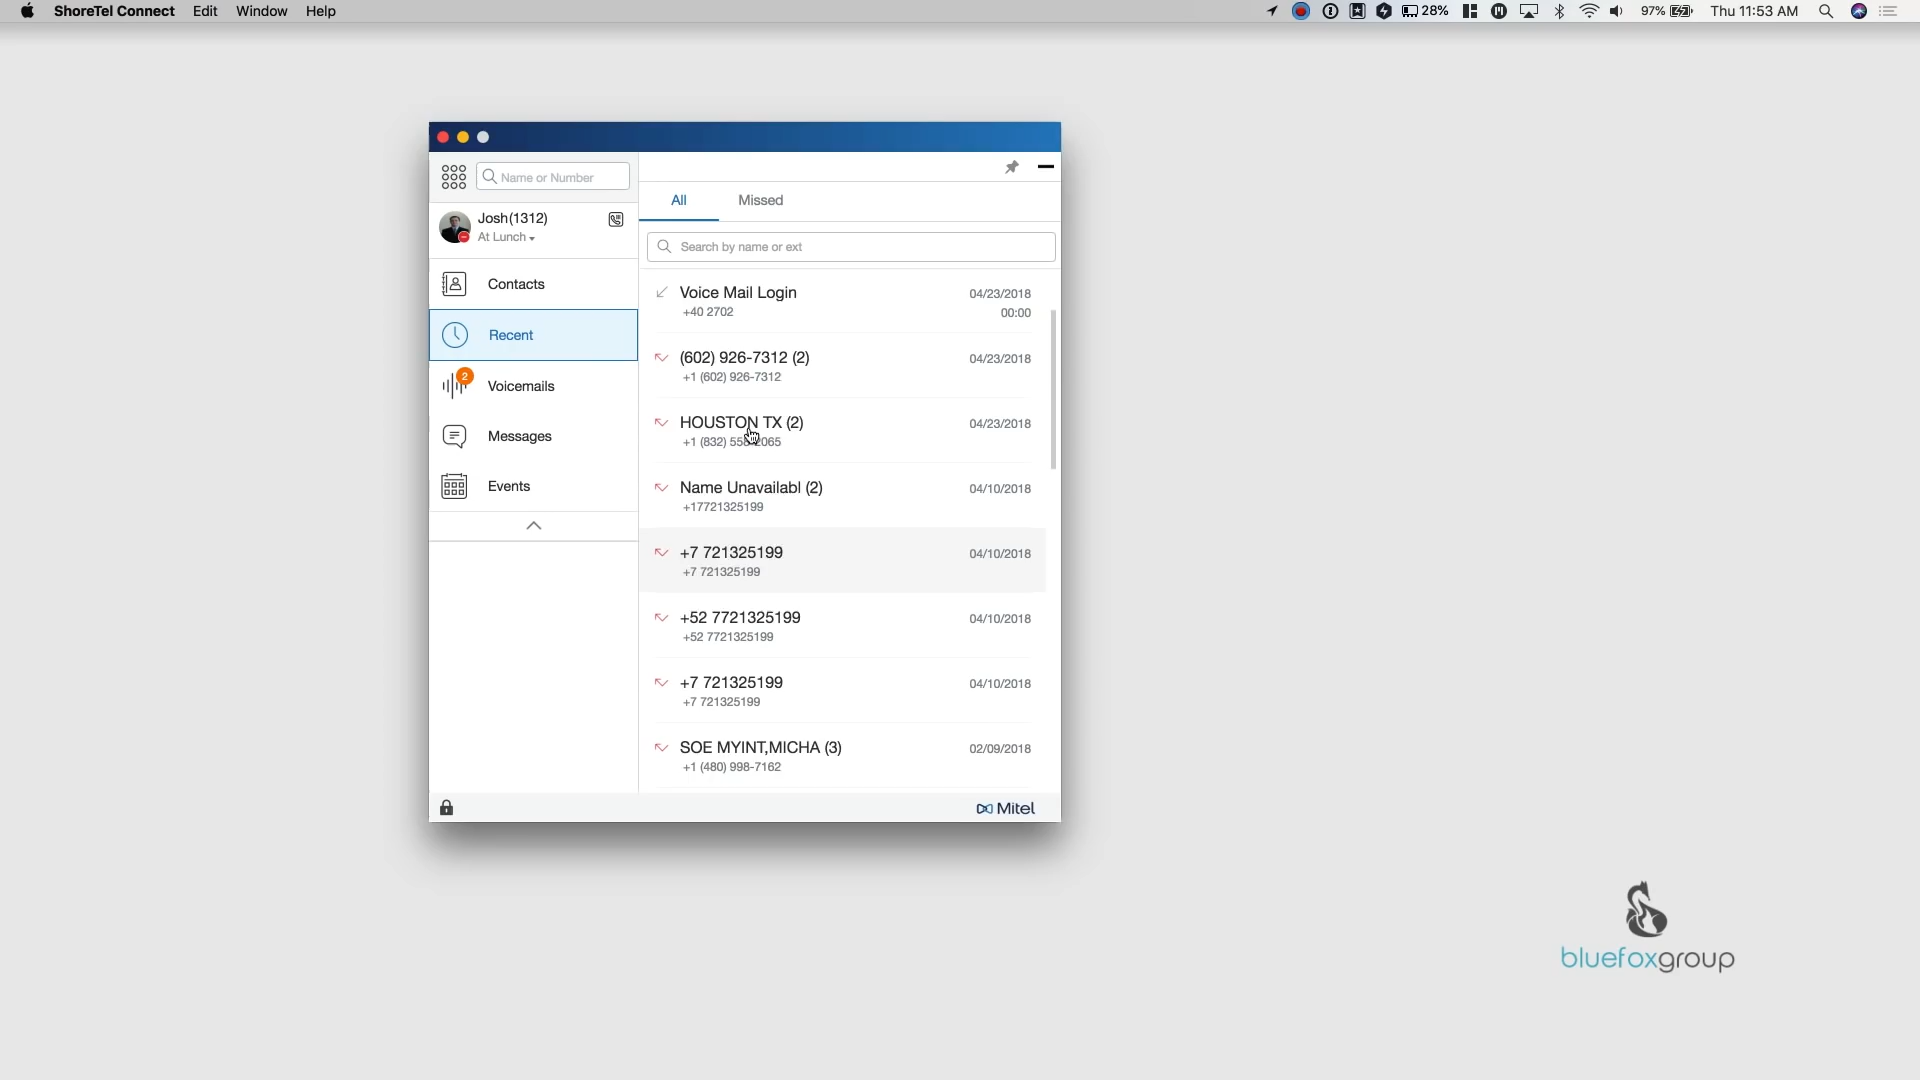 ShoreTel Connect Edit Window Help
28% 97% Thu 11:53 AM
Name or Number
Josh(1312)
At Lunch
Contacts
Recent
2
Voicemails
Messages
Events
All Missed
Search by name or ext
Voice Mail Login 04/23/2018
+40 2702 00:00
(602) 926-7312 (2) 04/23/2018
+1 (602) 926-7312
HOUSTON TX (2) 04/23/2018
+1 (832)
Name Unavailabl (2) 04/10/2018
+17721325199
+7 721325199 04/10/2018
+7 721325199
+52 7721325199 04/10/2018
+52 7721325199
+7 721325199 04/10/2018
+7 721325199
SOE MYINT,MICHA (3) 02/09/2018
+1 (480) 998-7162
Mitel
bluefoxgroup